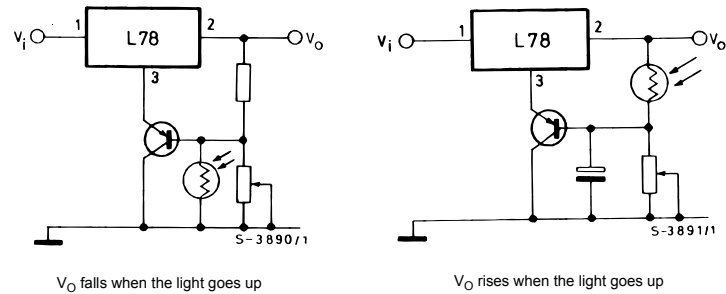 1
L78
2
Vi
VO
3
S-3890/1
VO falls when the light goes up
1
L78
2
Vi
VO
3
S-3891/1
VO rises when the light goes up